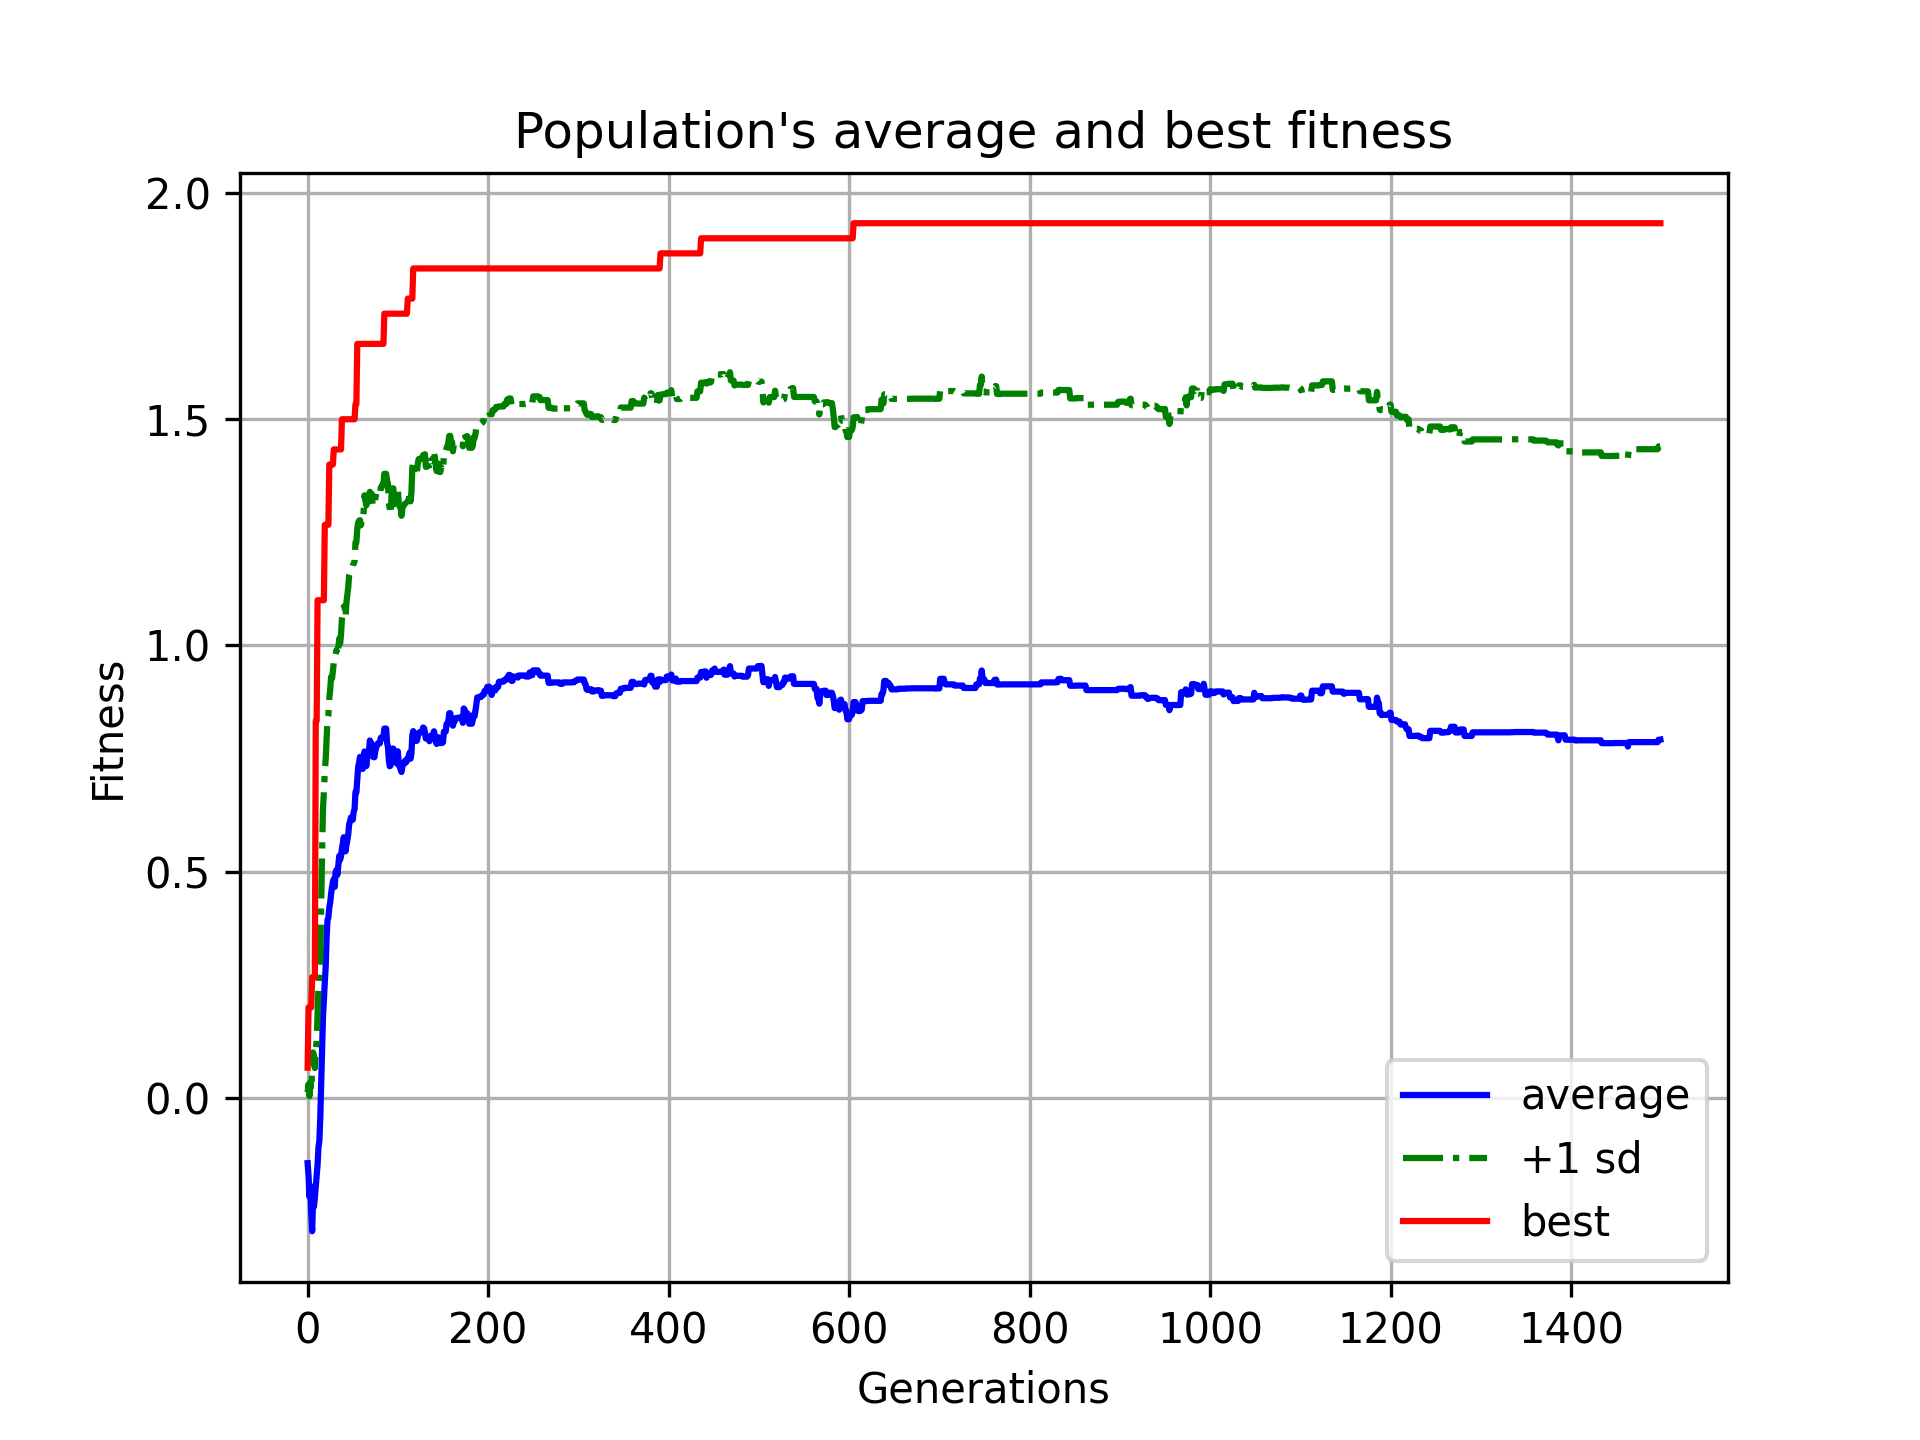 Population's average and best fitness
2.0
1.5
1.0
0.5
0.0
Fitness
average
+1 sd
best
0 200 400 600 800 1000 1200 1400
Generations